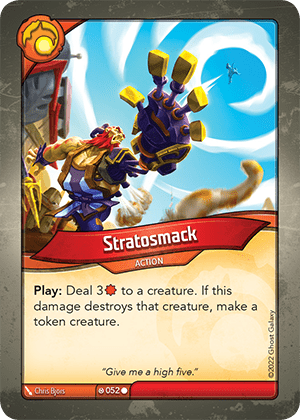 Stratosmack
ACTION
Play: Deal 3 to a creature. If this
damage destroys that creature, make a
token creature.
“Give me a high five.”
©2022 Ghost Galaxy
Chris Bjors
052